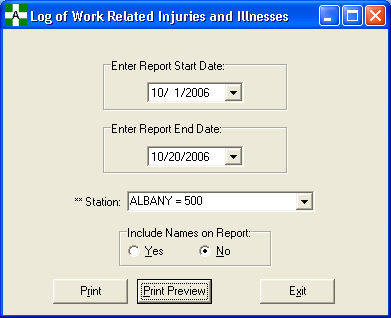 A Log of Work Related Injuries and Illnesses
Enter Report Start Date:
10/ 1/2006
Enter Report End Date:
10/20/2006
** Station: ALBANY = 500
Include Names on Report:
Yes No
Print Print Preview Exit